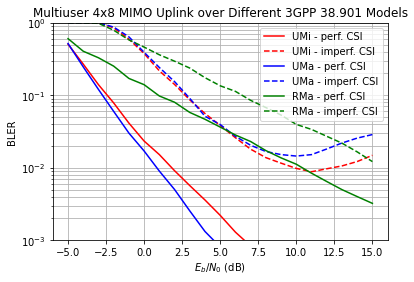 Multiuser 4x8 MIMO Uplink over Different 3GPP 38.901 Models
10⁰
10⁻¹
10⁻²
10⁻³
BLER
UMi - perf. CSI
UMi - imperf. CSI
UMa - perf. CSI
UMa - imperf. CSI
RMa - perf. CSI
RMa - imperf. CSI
−5.0 −2.5 0.0 2.5 5.0 7.5 10.0 12.5 15.0
E_b/N_0 (dB)